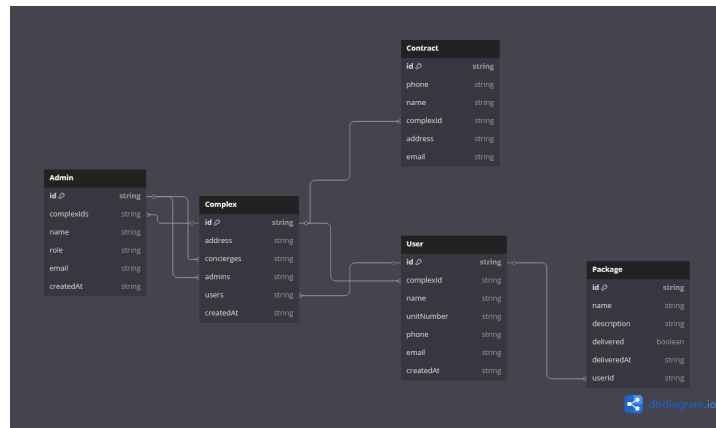 Contract
id string
phone string
name string
complexId string
address string
email string
Admin
id string
complexIds string
name string
role string
email string
createdAt string
Complex
id string
address string
concierges string
admins string
users string
createdAt string
User
id string
complexId string
name string
unitNumber string
phone string
email string
createdAt string
Package
id string
name string
description string
delivered boolean
deliveredAt string
userId string
dbdiagram.io